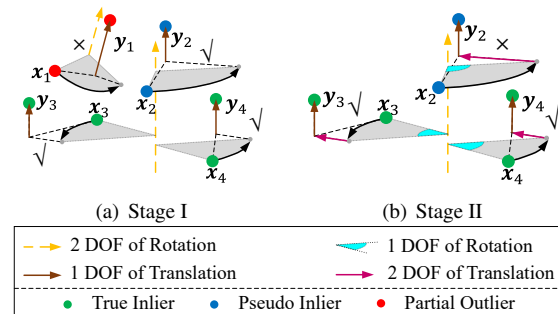 × y₁ y₂ √
x₁ x₂
y₃ √ x₃ y₄ √
x₄
(a) Stage I
y₂ ×
x₂
y₃ √ x₃ y₄ √
x₄
(b) Stage II
2 DOF of Rotation
1 DOF of Rotation
1 DOF of Translation
2 DOF of Translation
True Inlier
Pseudo Inlier
Partial Outlier